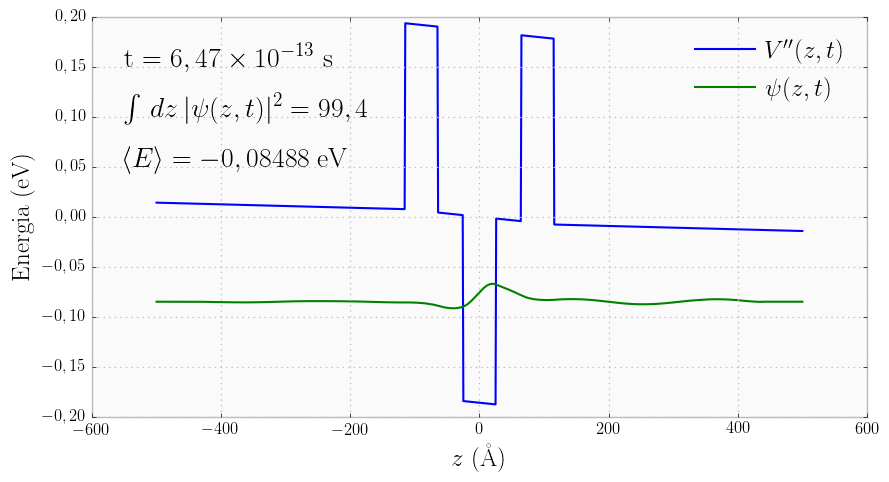 0,20
0,15
0,10
0,05
0,00
−0,05
−0,10
−0,15
−0,20
Energia (eV)
t = 6,47 × 10⁻¹³ s
∫ dz |ψ(z,t)|² = 99,4
⟨E⟩ = −0,08488 eV
V″(z,t)
ψ(z,t)
−600 −400 −200 0 200 400 600
z (Å)